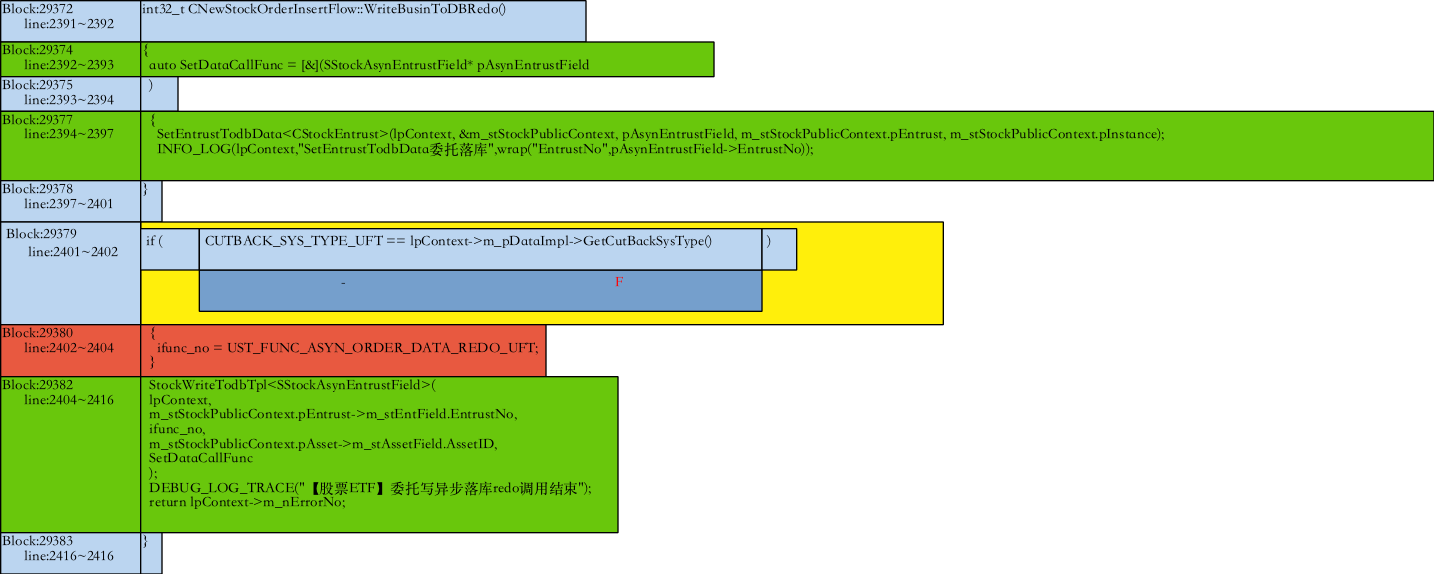 Block:29372 int32_t CNewStockOrderInsertFlow::WriteBusinToDBRedo()
line:2391~2392
Block:29374 {
line:2392~2393 auto SetDataCallFunc = [&](SStockAsynEntrustField* pAsynEntrustField
Block:29375 )
line:2393~2394
Block:29377 {
line:2394~2397 SetEntrustTodbData<CStockEntrust>(lpContext, &m_stStockPublicContext, pAsynEntrustField, m_stStockPublicContext.pEntrust, m_stStockPublicContext.pInstance);
INFO_LOG(lpContext,"SetEntrustTodbData委托落库",wrap("EntrustNo",pAsynEntrustField->EntrustNo));
Block:29378 }
line:2397~2401
Block:29379 if ( CUTBACK_SYS_TYPE_UFT == lpContext->m_pDataImpl->GetCutBackSysType() )
line:2401~2402
- F
Block:29380 {
line:2402~2404 ifunc_no = UST_FUNC_ASYN_ORDER_DATA_REDO_UFT;
}
Block:29382 StockWriteTodbTpl<SStockAsynEntrustField>(
line:2404~2416 lpContext,
m_stStockPublicContext.pEntrust->m_stEntField.EntrustNo,
ifunc_no,
m_stStockPublicContext.pAsset->m_stAssetField.AssetID,
SetDataCallFunc
);
DEBUG_LOG_TRACE("【股票ETF】委托写异步落库redo调用结束");
return lpContext->m_nErrorNo;
Block:29383 }
line:2416~2416